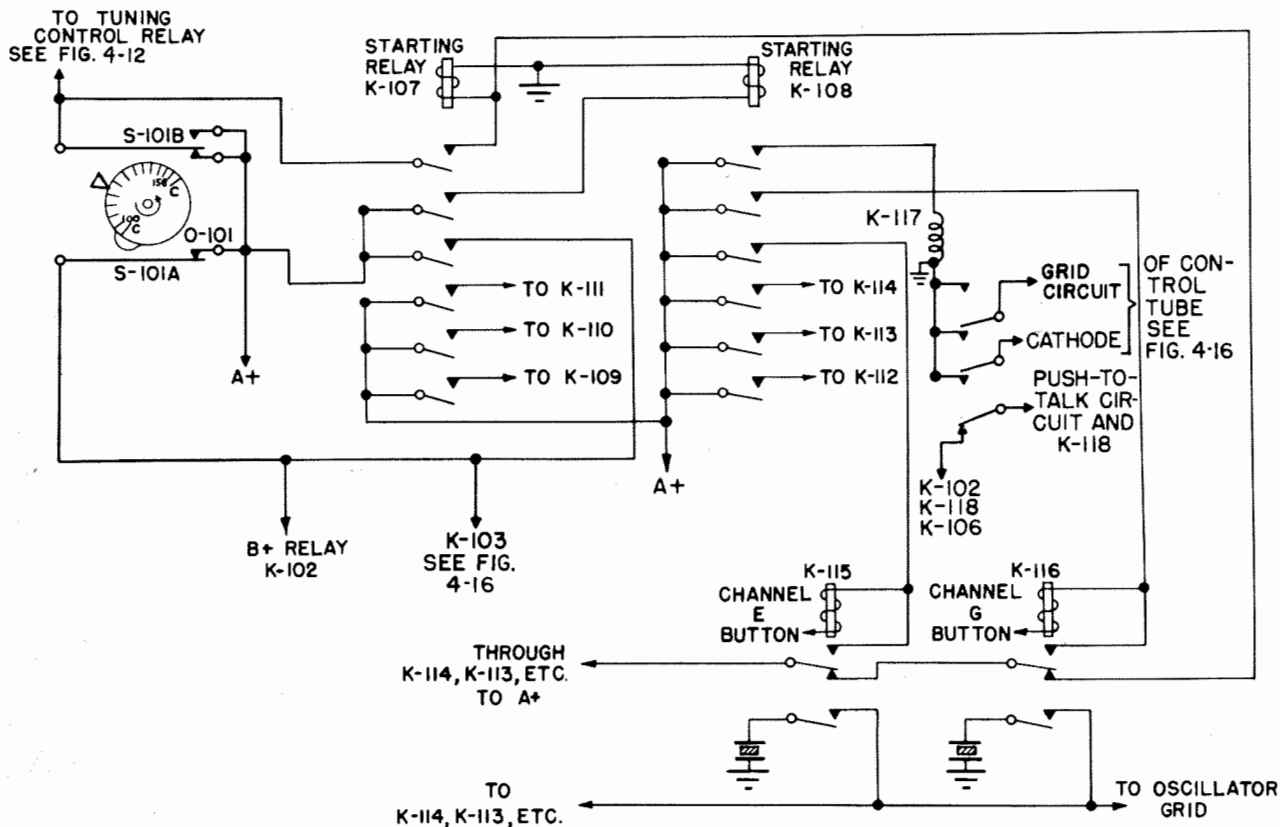 TO TUNING
CONTROL RELAY
SEE FIG. 4-12
STARTING
RELAY
K-107
STARTING
RELAY
K-108
S-101B
150
C
100
C
O-101
S-101A
A+
K-117
TO K-111
TO K-110
TO K-109
TO K-114
TO K-113
TO K-112
GRID
CIRCUIT
CATHODE
OF CON-
TROL
TUBE
SEE
FIG. 4-16
PUSH-TO-
TALK CIR-
CUIT AND
K-118
K-102
K-118
K-106
A+
B+ RELAY
K-102
K-103
SEE FIG.
4-16
K-115
CHANNEL
E
BUTTON
K-116
CHANNEL
G
BUTTON
THROUGH
K-114, K-113, ETC.
TO A+
TO
K-114, K-113, ETC.
TO OSCILLATOR
GRID